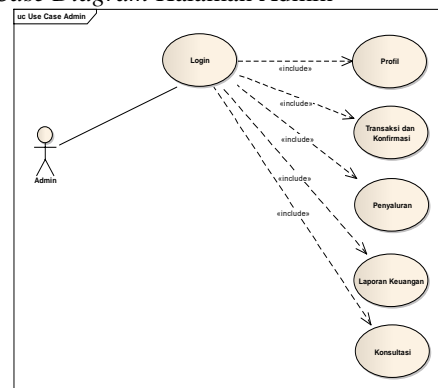 Case Diagram Halaman Admin
uc Use Case Admin
Login
Profil
«include»
Transaksi dan
Konfirmasi
«include»
Admin
«include»
Penyaluran
«include»
«include»
Laporan Keuangan
Konsultasi